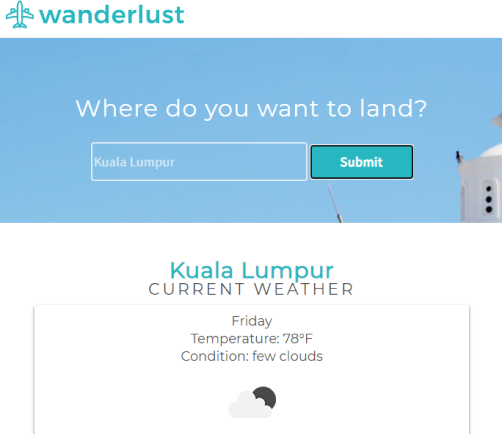 wanderlust
Where do you want to land?
Kuala Lumpur
Submit
Kuala Lumpur
CURRENT WEATHER
Friday
Temperature: 78°F
Condition: few clouds